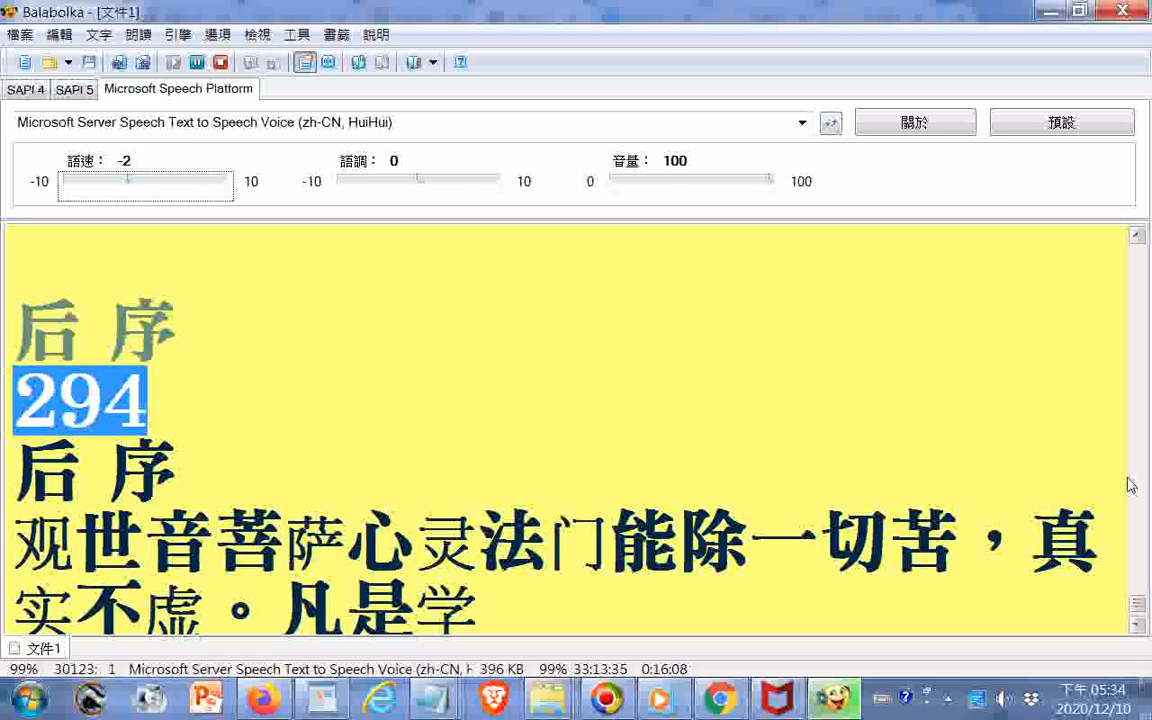 Balabolka - [文件1]
檔案 編輯 文字 朗讀 引擎 選項 檢視 工具 書籤 說明
SAPI 4 SAPI 5 Microsoft Speech Platform
Microsoft Server Speech Text to Speech Voice (zh-CN, HuiHui) 關於 預設
語速： -2 語調： 0 音量： 100
-10 10 -10 10 0 100
后 序
294
后 序
观世音菩萨心灵法门能除一切苦，真
实不虚。凡是学
文件1
99% 30123: 1 Microsoft Server Speech Text to Speech Voice (zh-CN, H 396 KB 99% 33:13:35 0:16:08
下午 05:34
2020/12/10